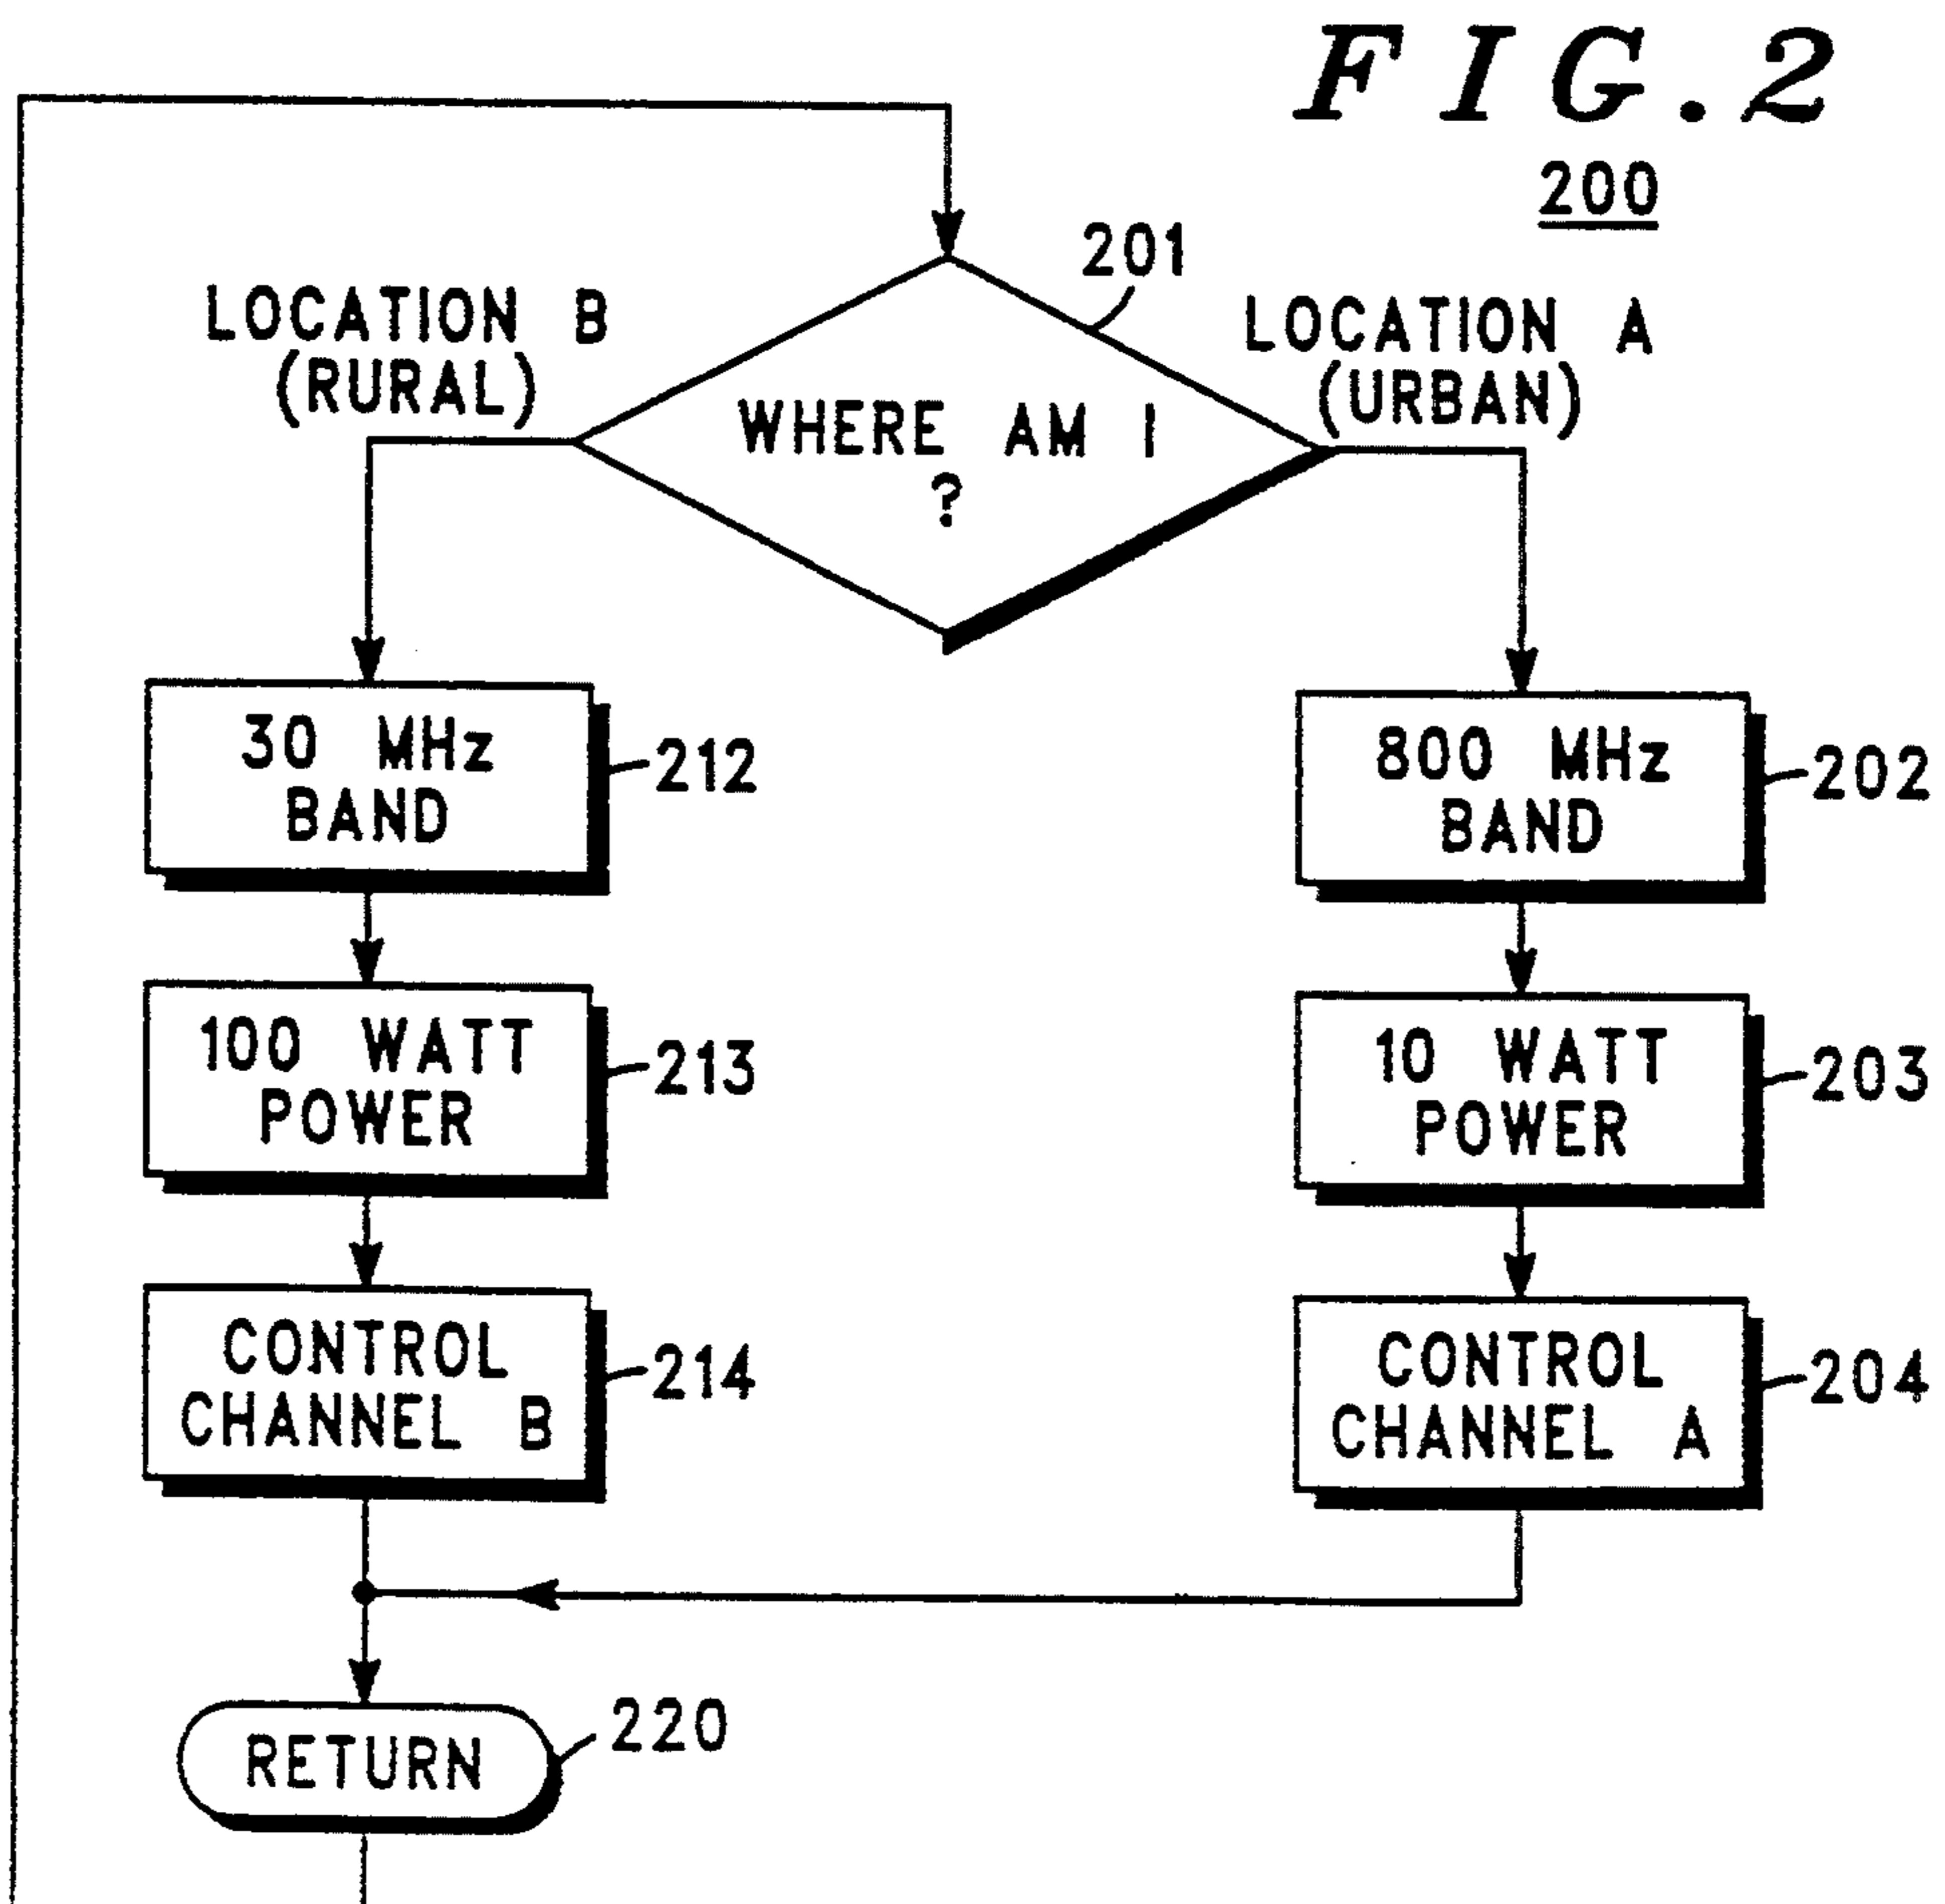 FIG.2
200
201
LOCATION B
(RURAL)
WHERE AM I
?
LOCATION A
(URBAN)
30 MHz
BAND
212
800 MHz
BAND
202
100 WATT
POWER
213
10 WATT
POWER
203
CONTROL
CHANNEL B
214
CONTROL
CHANNEL A
204
RETURN
220